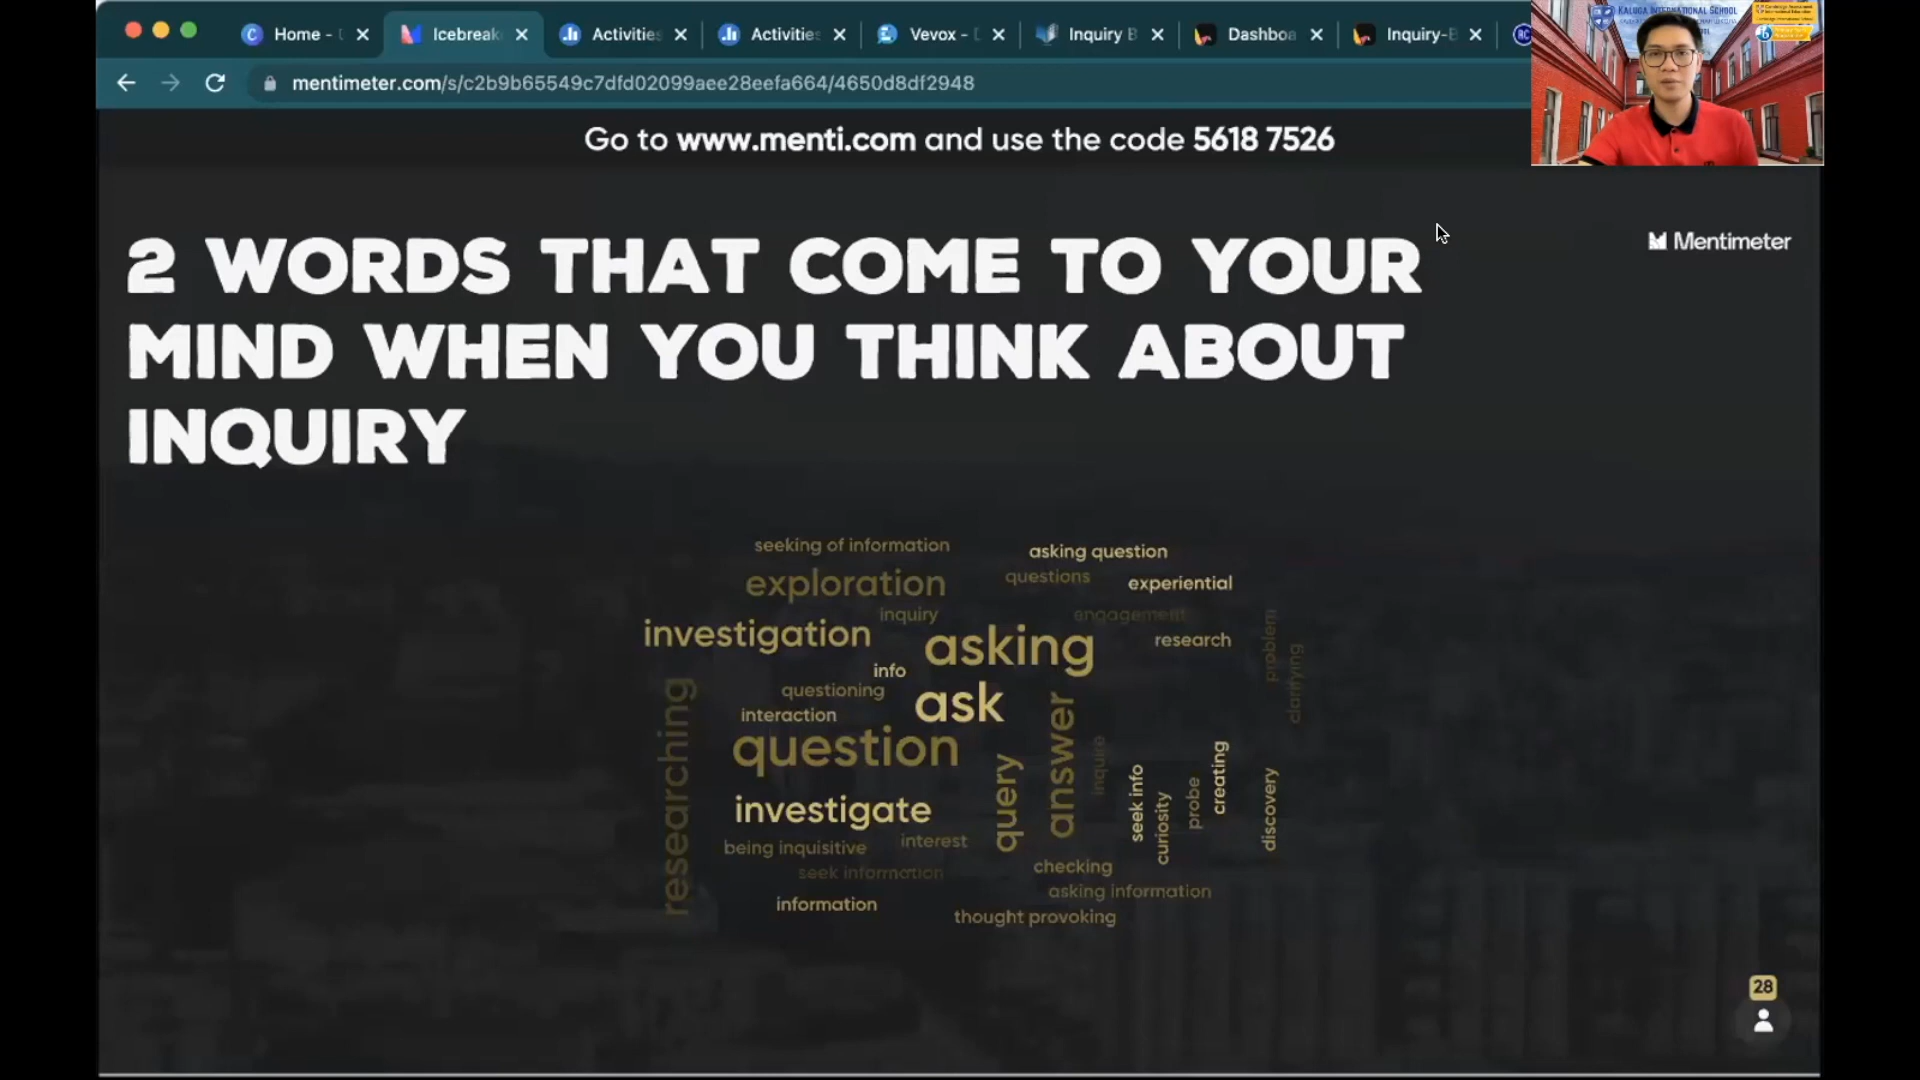 Home -
Icebreak
Activities
Activities
Vevox -
Inquiry B
Dashboa
Inquiry-B
mentimeter.com/s/c2b9b65549c7dfd02099aee28eefa664/4650d8df2948
KALUGA INTERNATIONAL SCHOOL
Go to www.menti.com and use the code 5618 7526
Mentimeter
2 WORDS THAT COME TO YOUR
MIND WHEN YOU THINK ABOUT
INQUIRY
seeking of information
asking question
exploration
questions
experiential
inquiry
engagement
investigation
asking
research
problem
clarifying
info
questioning
ask
interaction
researching
question
query
answer
inquire
seek info
curiosity
probe
creating
discovery
investigate
being inquisitive
interest
checking
seek information
asking information
information
thought provoking
28